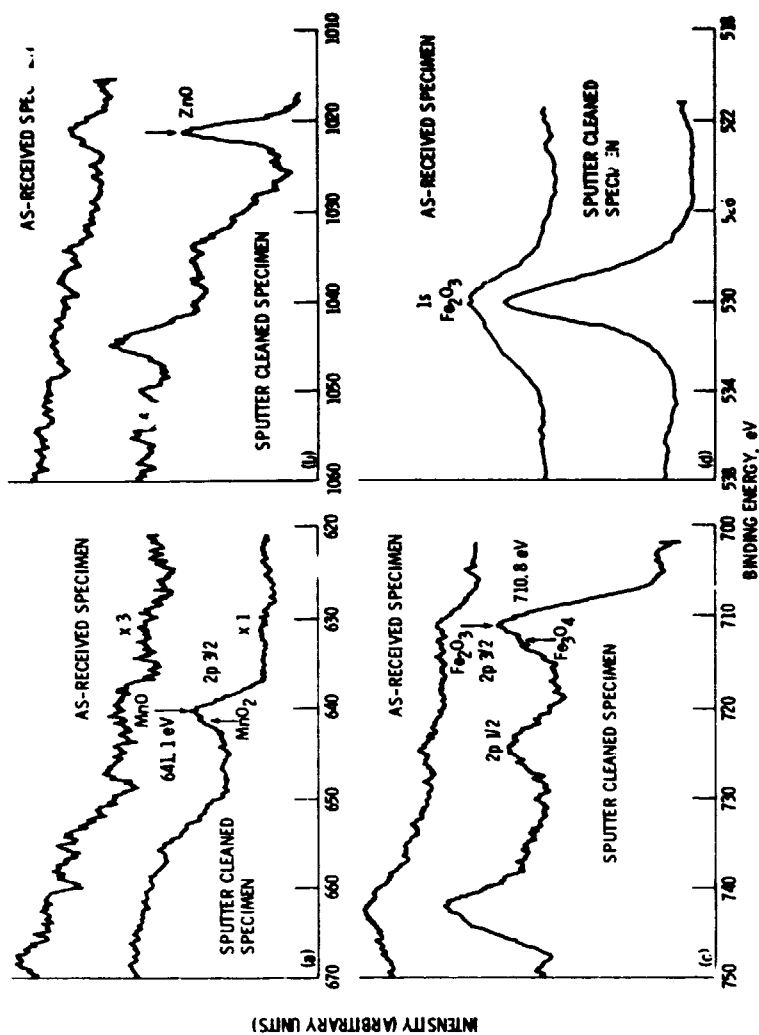 INTENSITY (ARBITRARY UNITS)
AS-RECEIVED SPECIMEN
x 3
MnO
641.1 eV
2p 3/2
MnO2
x 1
SPUTTER CLEANED
SPECIMEN
(a)
670 660 650 640 630 620
AS-RECEIVED
ZnO
SPUTTER CLEANED SPECIMEN
(b)
1060 1050 1040 1030 1020 1010
AS-RECEIVED SPECIMEN
Fe2O3
2p 3/2
710.8 eV
Fe3O4
2p 1/2
SPUTTER CLEANED SPECIMEN
(c)
750 740 730 720 710 700
AS-RECEIVED SPECIMEN
1s
Fe2O3
SPUTTER CLEANED
(d)
538 534 530 522 518
BINDING ENERGY, eV